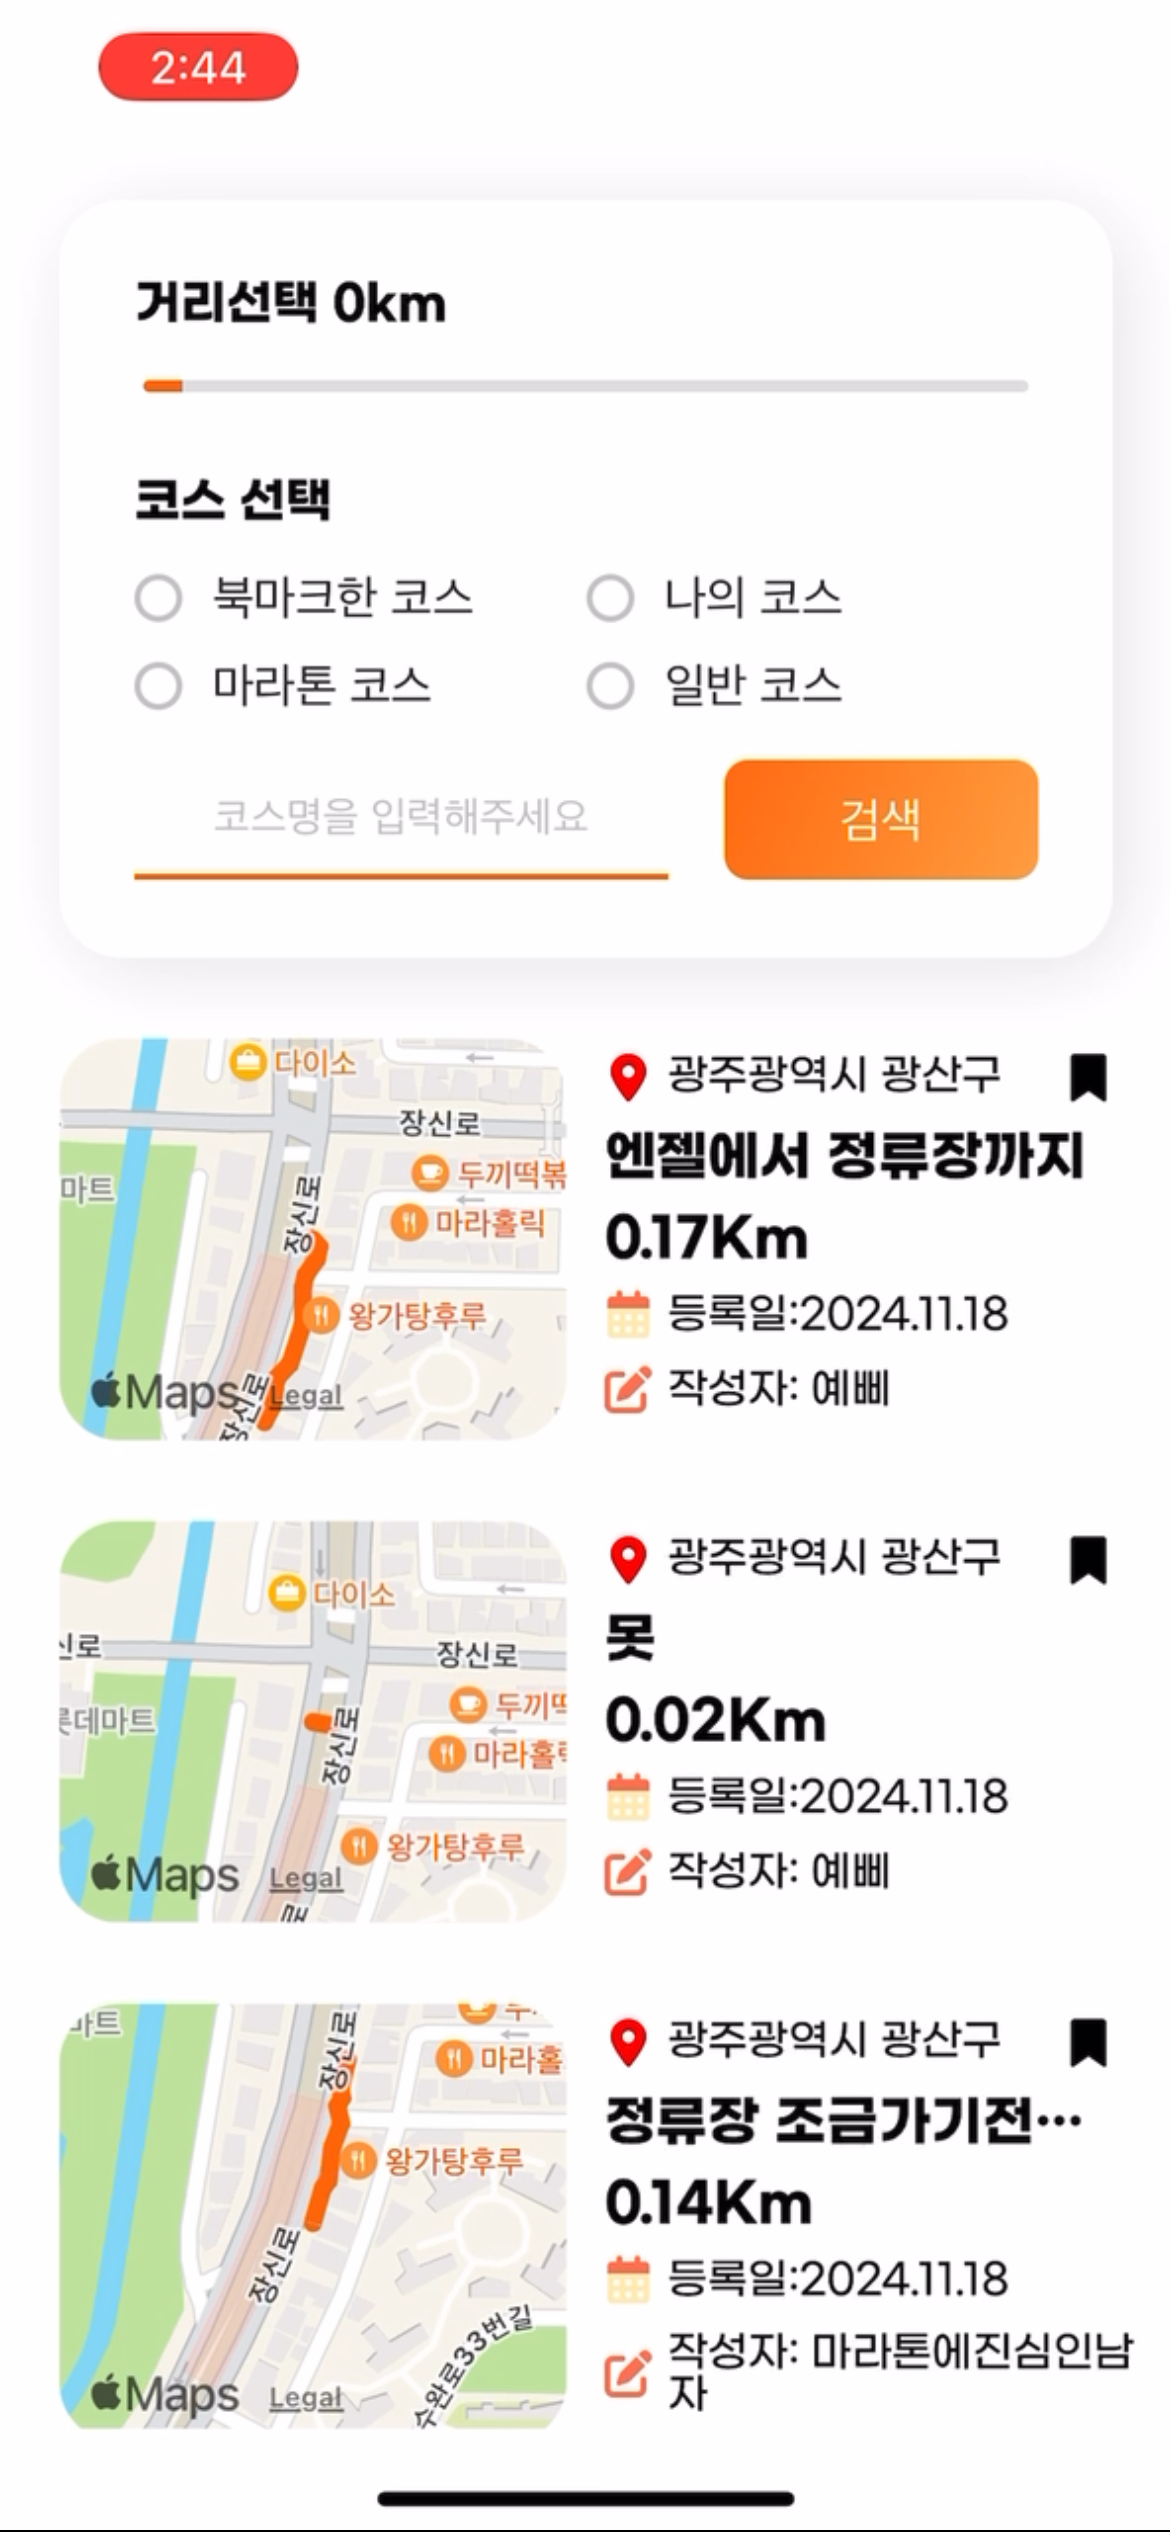 2:44
거리선택 0km
코스 선택
북마크한 코스
나의 코스
마라톤 코스
일반 코스
코스명을 입력해주세요
검색
다이소
장신로
마트
두끼떡볶
장신로
마라홀릭
왕가탕후루
Maps
장신로
Legal
광주광역시 광산구
엔젤에서 정류장까지
0.17Km
등록일:2024.11.18
작성자: 예삐
다이소
신로
장신로
롯데마트
두끼떡
장신로
마라홀릭
왕가탕후루
Maps
Legal
로
광주광역시 광산구
못
0.02Km
등록일:2024.11.18
작성자: 예삐
마트
두
장신로
마라홀
왕가탕후루
장신로
수완로33번길
Maps
Legal
광주광역시 광산구
정류장 조금가기전…
0.14Km
등록일:2024.11.18
작성자: 마라톤에진심인남
자